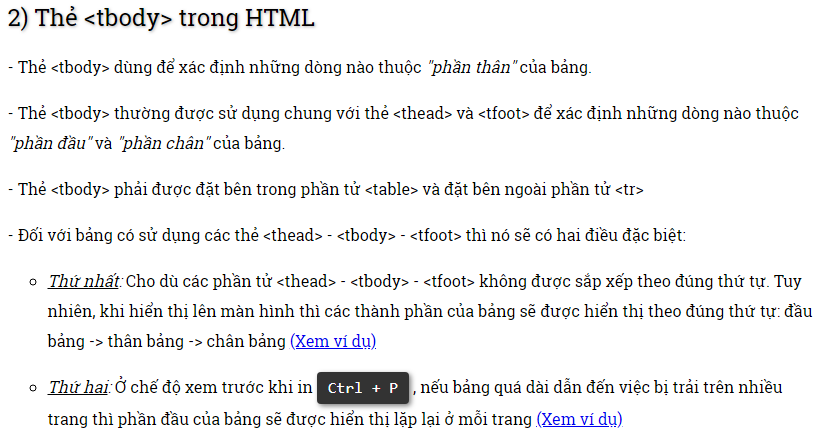 2) Thẻ <tbody> trong HTML
- Thẻ <tbody> dùng để xác định những dòng nào thuộc "phần thân" của bảng.
- Thẻ <tbody> thường được sử dụng chung với thẻ <thead> và <tfoot> để xác định những dòng nào thuộc
"phần đầu" và "phần chân" của bảng.
- Thẻ <tbody> phải được đặt bên trong phần tử <table> và đặt bên ngoài phần tử <tr>
- Đối với bảng có sử dụng các thẻ <thead> - <tbody> - <tfoot> thì nó sẽ có hai điều đặc biệt:
Thứ nhất: Cho dù các phần tử <thead> - <tbody> - <tfoot> không được sắp xếp theo đúng thứ tự. Tuy
nhiên, khi hiển thị lên màn hình thì các thành phần của bảng sẽ được hiển thị theo đúng thứ tự: đầu
bảng -> thân bảng -> chân bảng (Xem ví dụ)
Thứ hai: Ở chế độ xem trước khi in Ctrl + P , nếu bảng quá dài dẫn đến việc bị trải trên nhiều
trang thì phần đầu của bảng sẽ được hiển thị lặp lại ở mỗi trang (Xem ví dụ)